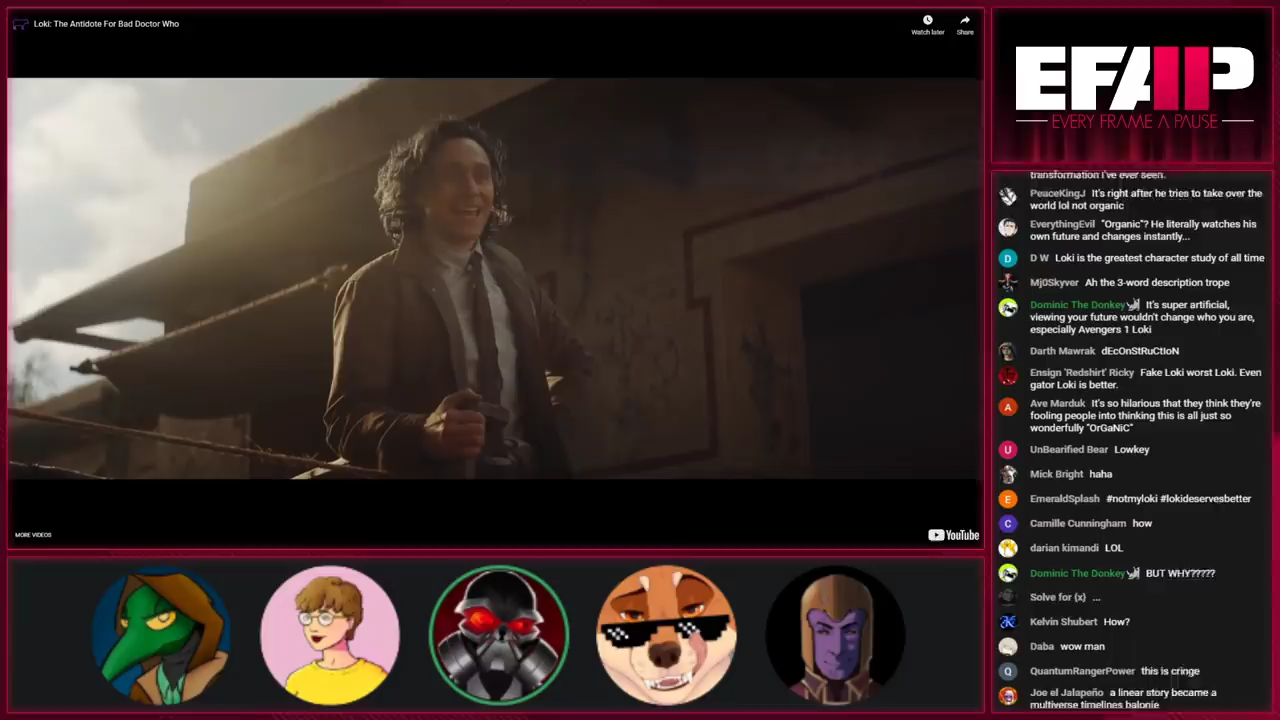 Loki: The Antidote For Bad Doctor Who
Watch later
Share
MORE VIDEOS
YouTube
EFAP
EVERY FRAME A PAUSE
transformation I've ever seen.
PeaceKingJ It's right after he tries to take over the
world lol not organic
EverythingEvil "Organic"? He literally watches his
own future and changes instantly...
D W Loki is the greatest character study of all time
Mj0Skyver Ah the 3-word description trope
Dominic The Donkey It's super artificial,
viewing your future wouldn't change who you are,
especially Avengers 1 Loki
Darth Mawrak dEcOnStRuCtIoN
Ensign 'Redshirt' Ricky Fake Loki worst Loki. Even
gator Loki is better.
Ave Marduk It's so hilarious that they think they're
fooling people into thinking this is all just so
wonderfully "OrGaNiC"
UnBearified Bear Lowkey
Mick Bright haha
EmeraldSplash #notmyloki #lokideservesbetter
Camille Cunningham how
darian kimandi LOL
Dominic The Donkey BUT WHY?????
Solve for {x} ...
Kelvin Shubert How?
Daba wow man
QuantumRangerPower this is cringe
Joe el Jalapeño a linear story became a
multiverse timelines balonie